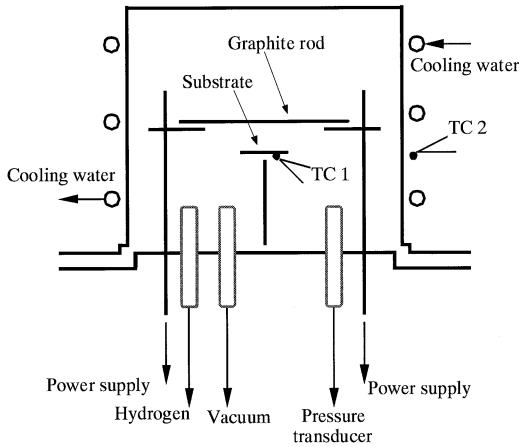 Graphite rod
Cooling water
Substrate
TC 2
TC 1
Cooling water
Power supply
Power supply
Hydrogen
Vacuum
Pressure
transducer